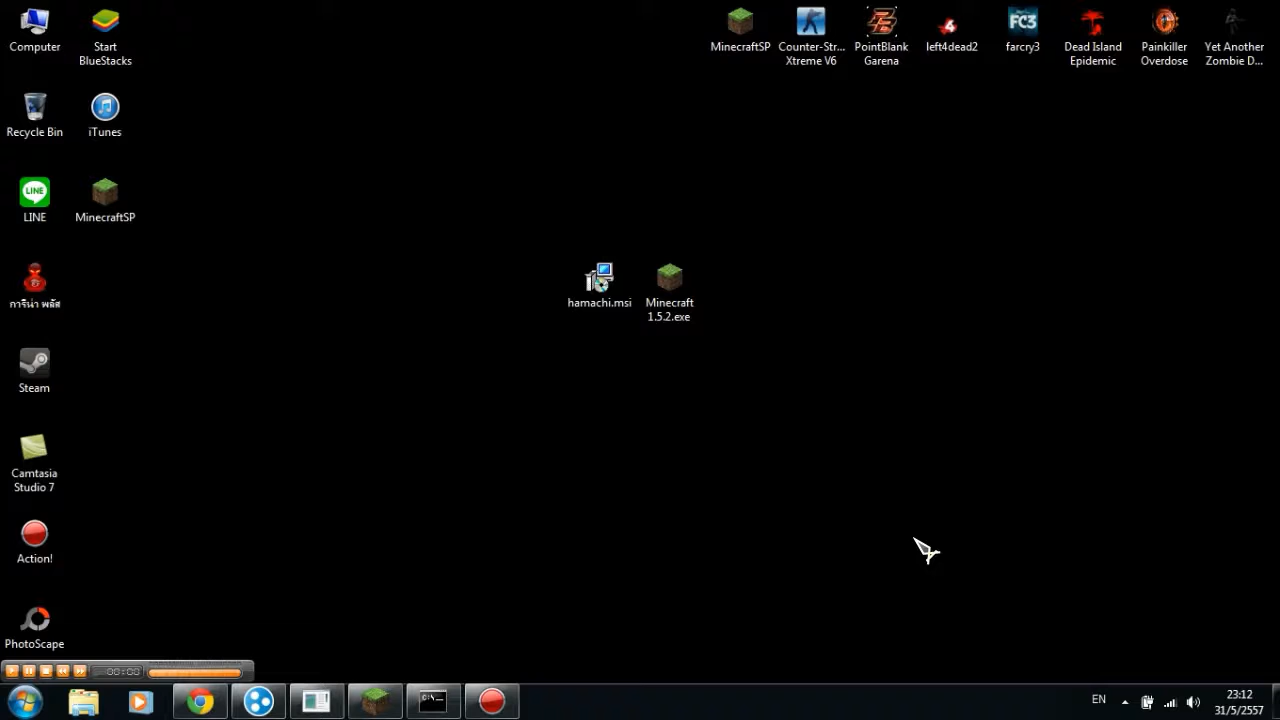 Computer
Start
BlueStacks
MinecraftSP
Counter-Str...
Xtreme V6
PointBlank
Garena
left4dead2
FC3
farcry3
Dead Island
Epidemic
Painkiller
Overdose
Yet Another
Zombie D...
Recycle Bin
iTunes
LINE
LINE
MinecraftSP
hamachi.msi
Minecraft
1.5.2.exe
การีน่า พลัส
Steam
Camtasia
Studio 7
Action!
PhotoScape
00:00
C:\
EN
23:12
31/5/2557